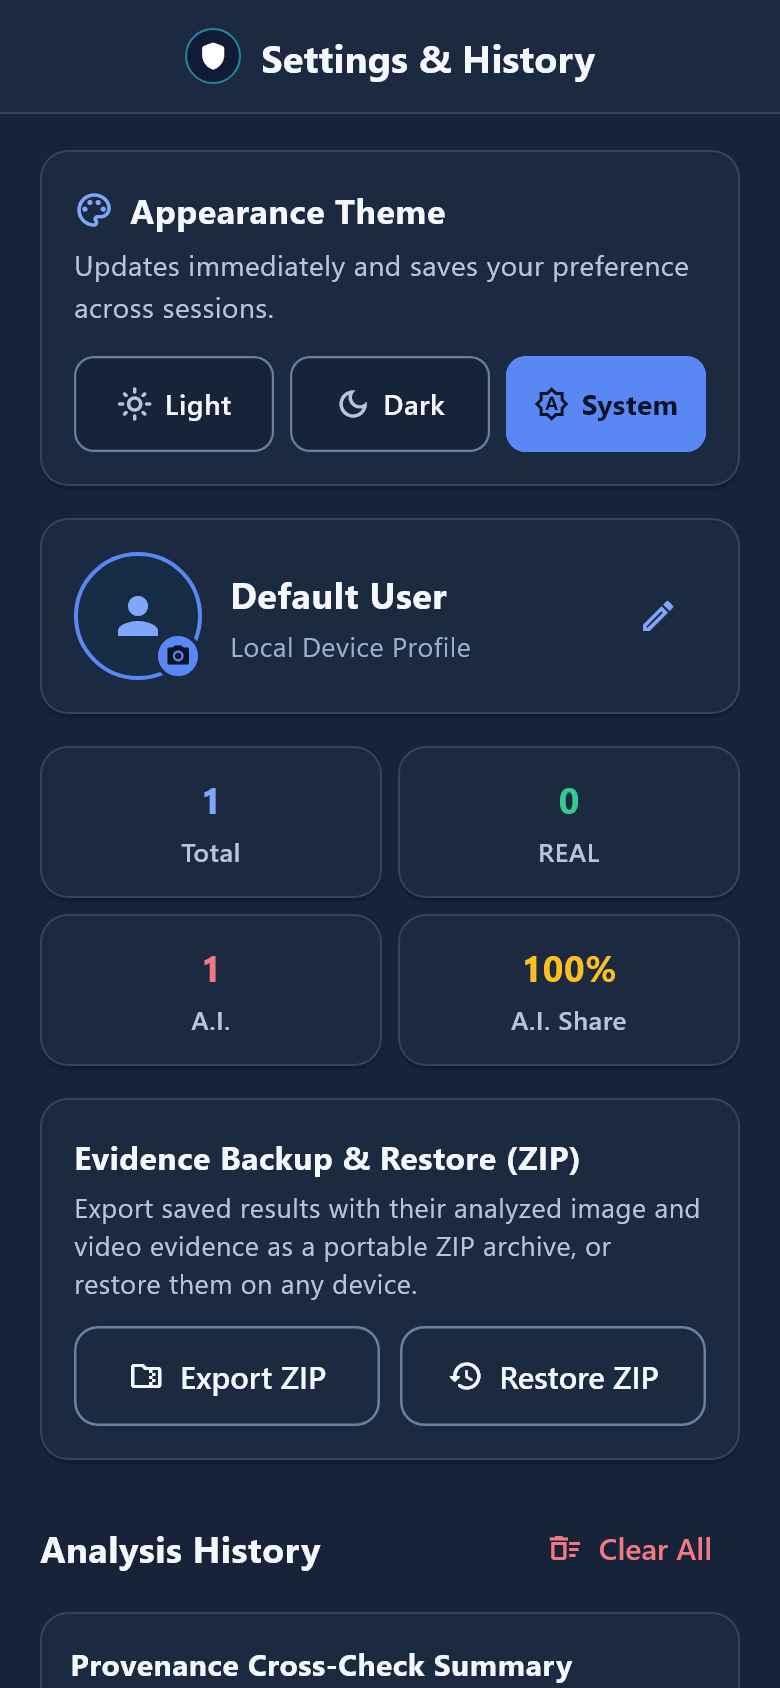 Settings & History
Appearance Theme
Updates immediately and saves your preference
across sessions.
Light
Dark
System
Default User
Local Device Profile
1
Total
0
REAL
1
A.I.
100%
A.I. Share
Evidence Backup & Restore (ZIP)
Export saved results with their analyzed image and
video evidence as a portable ZIP archive, or
restore them on any device.
Export ZIP
Restore ZIP
Analysis History
Clear All
Provenance Cross-Check Summary